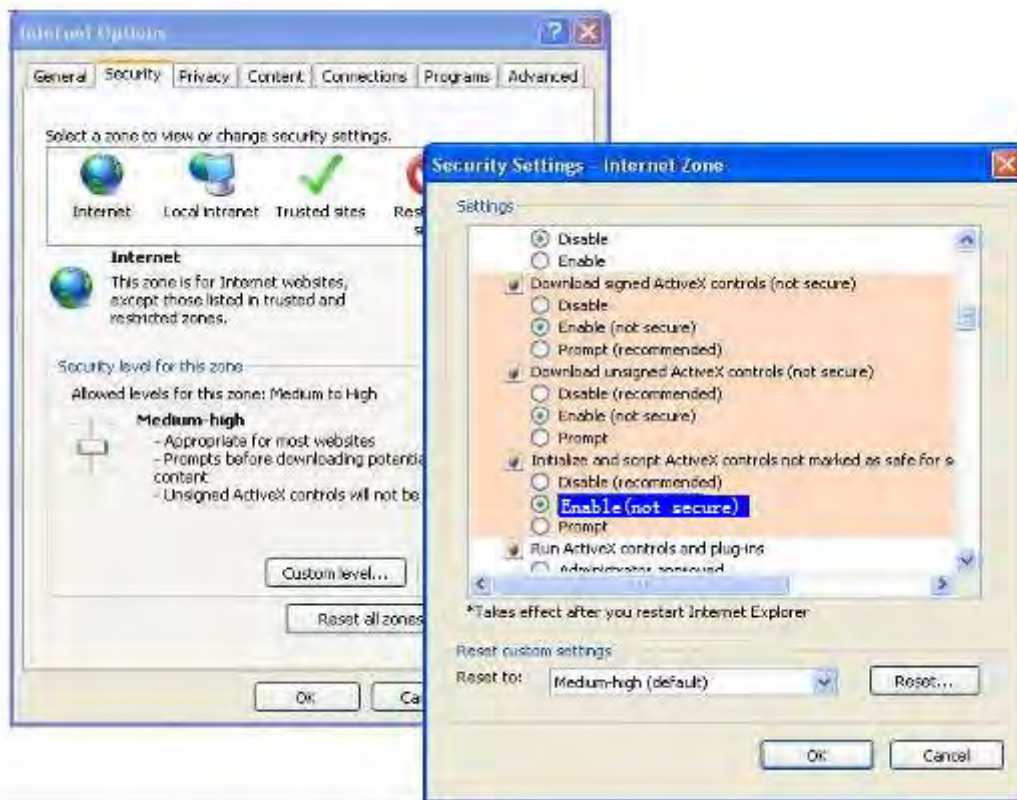 Internet Options
General Security Privacy Content Connections Programs Advanced
Select a zone to view or change security settings.
Internet Local intranet Trusted sites
Internet
This zone is for Internet websites,
except those listed in trusted and
restricted zones.
Security level for this zone
Allowed levels for this zone: Medium to High
Medium-high
- Appropriate for most websites
- Prompts before downloading potentia
content
- Unsigned ActiveX controls will not be
Custom level...
Reset all zones
OK Ca
Security Settings - Internet Zone
Settings
Disable
Enable
Download signed ActiveX controls (not secure)
Disable
Enable (not secure)
Prompt (recommended)
Download unsigned ActiveX controls (not secure)
Disable (recommended)
Enable (not secure)
Prompt
Initialize and script ActiveX controls not marked as safe for s
Disable (recommended)
Enable(not secure)
Prompt
Run ActiveX controls and plug-ins
Administrator approved
*Takes effect after you restart Internet Explorer
Reset custom settings
Reset to: Medium-high (default) Reset...
OK Cancel